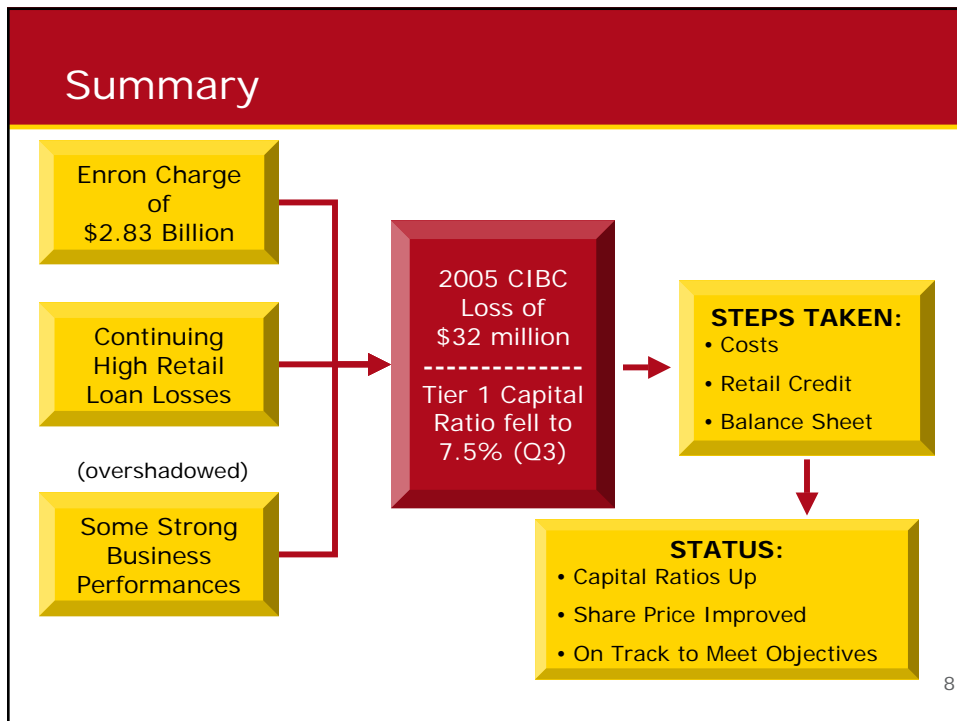 Summary
Enron Charge
of
$2.83 Billion
Continuing
High Retail
Loan Losses
(overshadowed)
Some Strong
Business
Performances
2005 CIBC
Loss of
$32 million
--------------
Tier 1 Capital
Ratio fell to
7.5% (Q3)
STEPS TAKEN:
• Costs
• Retail Credit
• Balance Sheet
STATUS:
• Capital Ratios Up
• Share Price Improved
• On Track to Meet Objectives
8